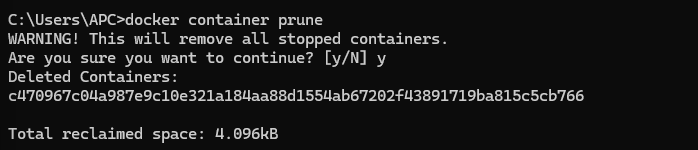 C:\Users\APC>docker container prune
WARNING! This will remove all stopped containers.
Are you sure you want to continue? [y/N] y
Deleted Containers:
c470967c04a987e9c10e321a184aa88d1554ab67202f43891719ba815c5cb766
Total reclaimed space: 4.096kB